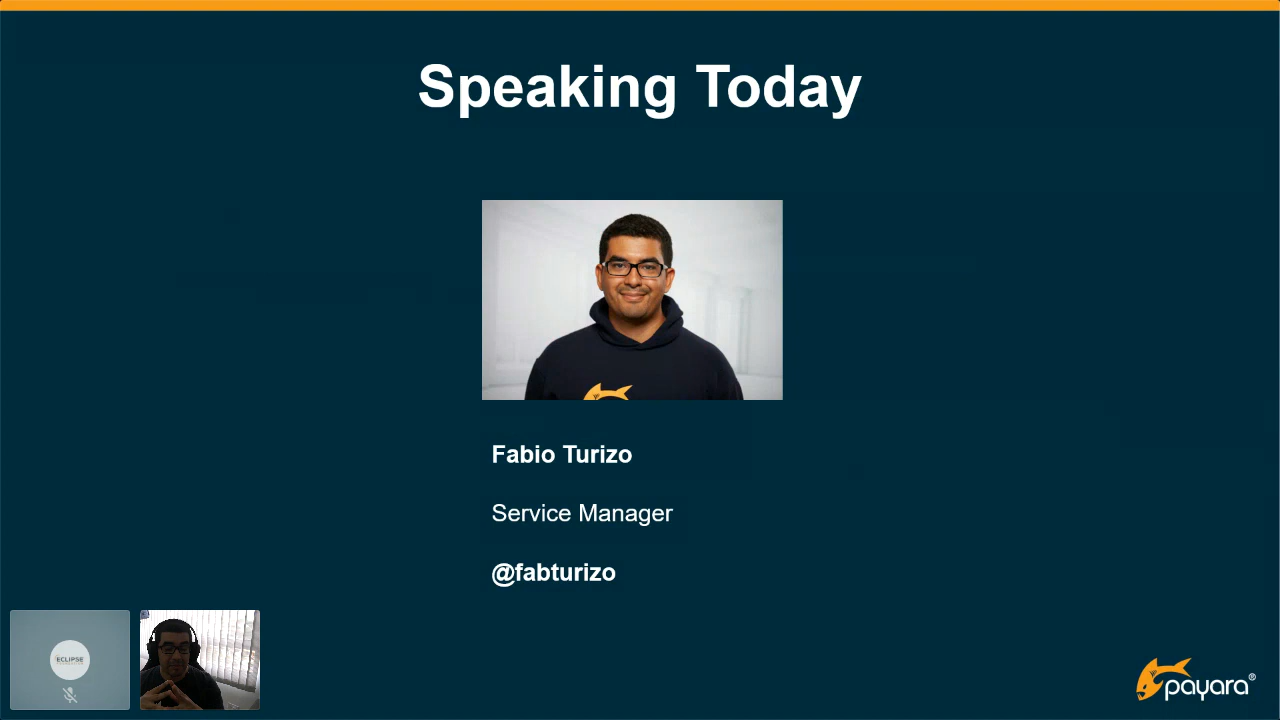 Speaking Today
Fabio Turizo
Service Manager
@fabturizo
ECLIPSE
payara®